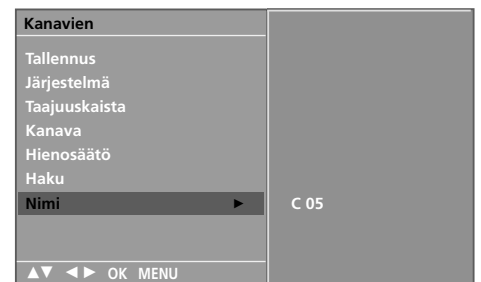 Kanavien
Tallennus
Järjestelmä
Taajuuskaista
Kanava
Hienosäätö
Haku
Nimi ► C 05
▲▼ ◄► OK MENU